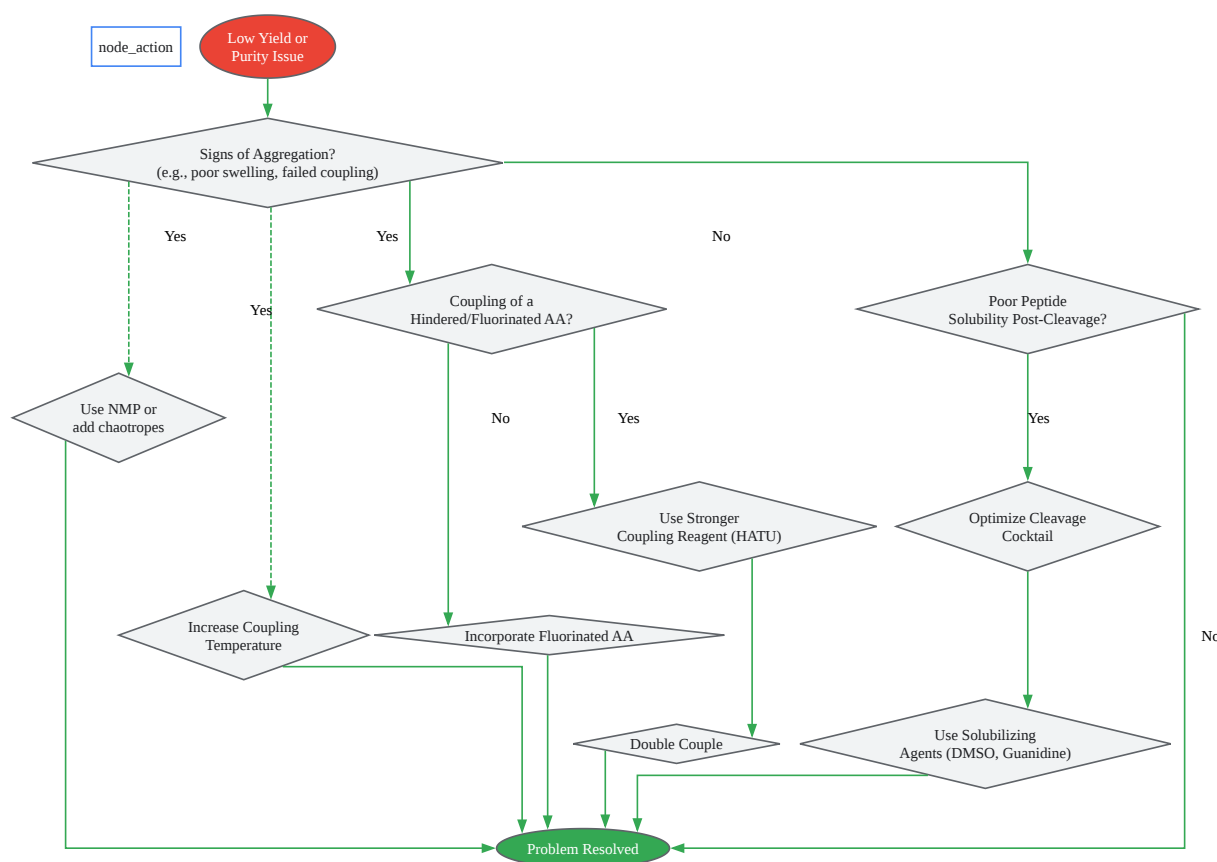 node_action
Low Yield or
Purity Issue
Signs of Aggregation?
(e.g., poor swelling, failed coupling)
Yes
Yes
No
Yes
Coupling of a
Hindered/Fluorinated AA?
Poor Peptide
Solubility Post-Cleavage?
Use NMP or
add chaotropes
No
Yes
Yes
Use Stronger
Coupling Reagent (HATU)
Optimize Cleavage
Cocktail
Increase Coupling
Temperature
Incorporate Fluorinated AA
No
Double Couple
Use Solubilizing
Agents (DMSO, Guanidine)
Problem Resolved